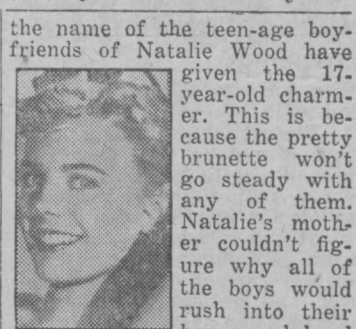 the name of the teen-age boy-
friends of Natalie Wood have
given the 17-
year-old charm-
er. This is be-
cause the pretty
brunette won't
go steady with
any of them.
Natalie's moth-
er couldn't fig-
ure why all of
the boys would
rush into their